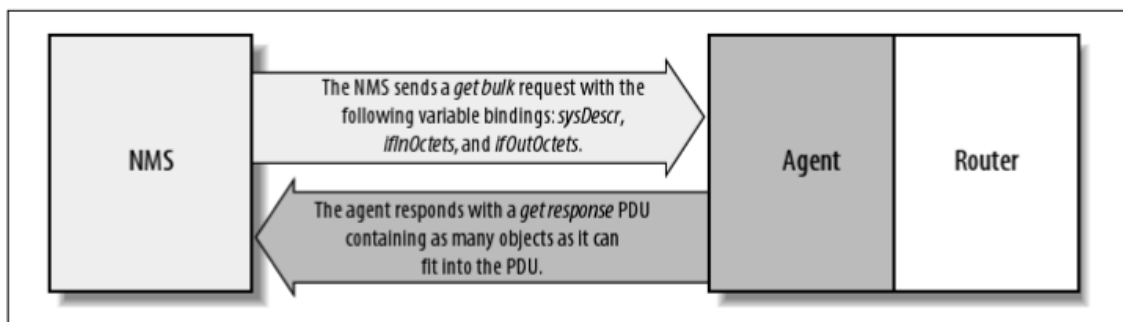 NMS
The NMS sends a get bulk request with the
following variable bindings: sysDescr,
ifInOctets, and ifOutOctets.
The agent responds with a get response PDU
containing as many objects as it can
fit into the PDU.
Agent
Router